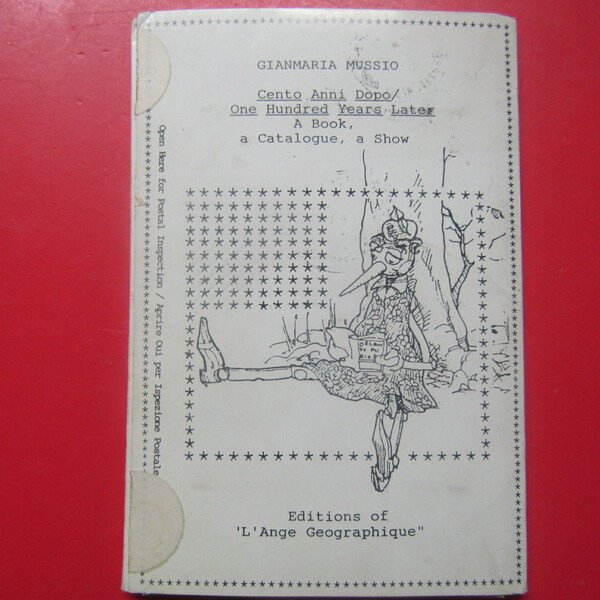 GIANMARIA MUSSIO
Cento Anni Dopo/
One Hundred Years Later
A Book,
a Catalogue, a Show
Open Here for Postal Inspection / Aprire Qui per Ispezione Postale
Editions of
'L'Ange Geographique"